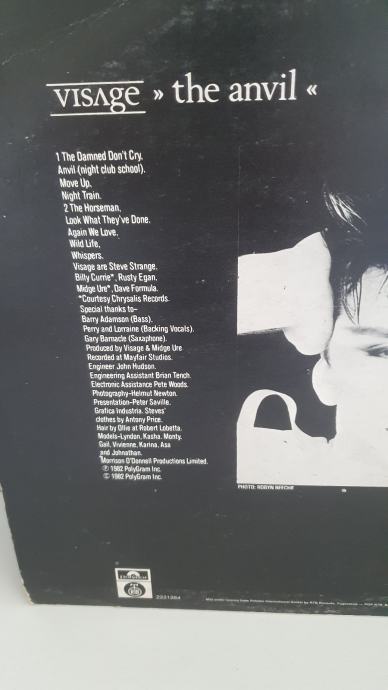 VISAGE » the anvil «
1 The Damned Don't Cry.
Anvil (night club school).
Move Up.
Night Train.
2 The Horseman.
Look What They've Done.
Again We Love.
Wild Life.
Whispers.
Visage are Steve Strange.
Billy Currie*, Rusty Egan.
Midge Ure*, Dave Formula.
*Courtesy Chrysalis Records.
Special thanks to–
Barry Adamson (Bass).
Perry and Lorraine (Backing Vocals).
Gary Barnacle (Saxaphone).
Produced by Visage & Midge Ure
Recorded at Mayfair Studios.
Engineer John Hudson.
Engineering Assistant Brian Tench.
Electronic Assistance Pete Woods.
Photography–Helmut Newton.
Presentation–Peter Saville.
Grafica Industria. Steves'
clothes by Antony Price.
Hair by Ollie at Robert Lobetta.
Models–Lyndon, Kasha, Monty.
Gail, Vivienne, Karina, Asa
and Johnathan.
Morrison O'Donnell Productions Limited.
℗ 1982 PolyGram Inc.
© 1982 PolyGram Inc.
PHOTO: ROBYN BEECHE
2221284